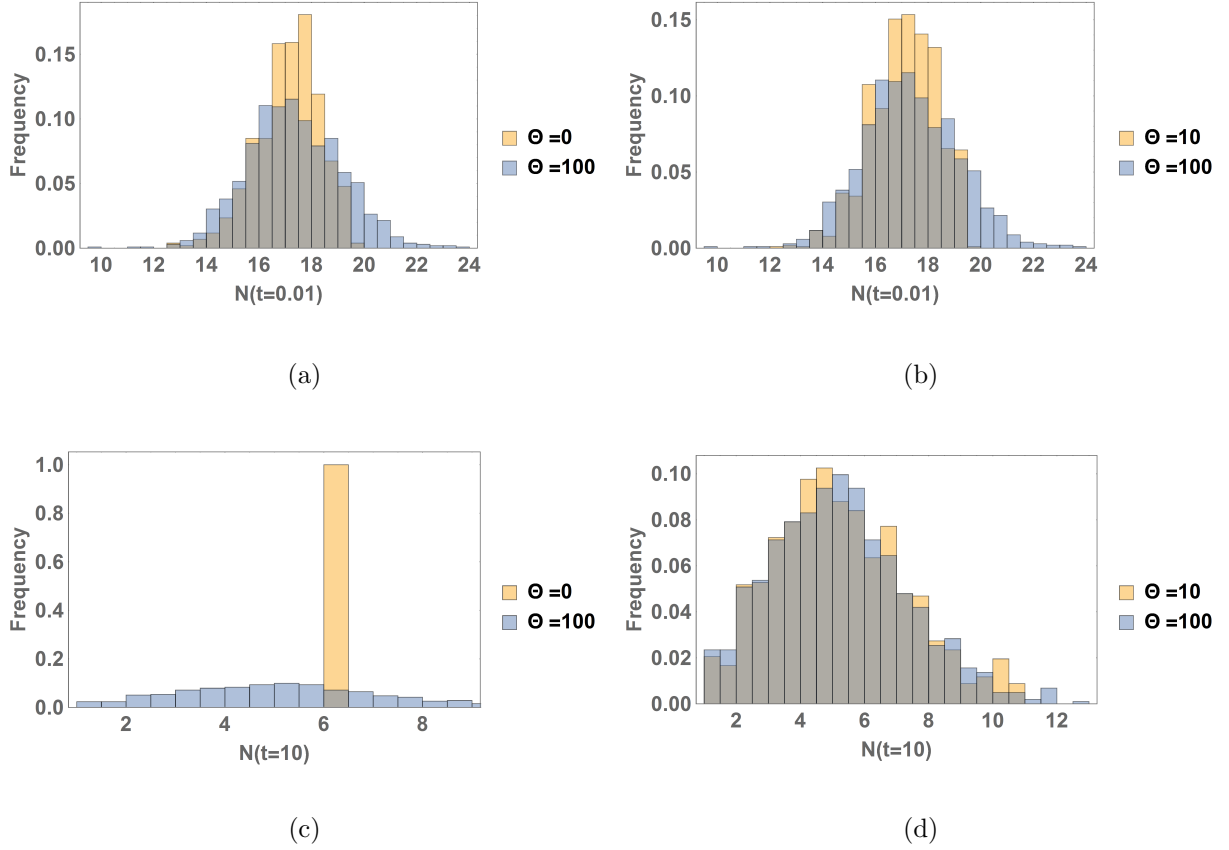 0.15
0.10
0.05
0.00
Frequency
10 12 14 16 18 20 22 24
N(t=0.01)
Θ =0
Θ =100
(a)
0.15
0.10
0.05
0.00
Frequency
10 12 14 16 18 20 22 24
N(t=0.01)
Θ =10
Θ =100
(b)
1.0
0.8
0.6
0.4
0.2
0.0
Frequency
2 4 6 8
N(t=10)
Θ =0
Θ =100
(c)
0.10
0.08
0.06
0.04
0.02
0.00
Frequency
2 4 6 8 10 12
N(t=10)
Θ =10
Θ =100
(d)